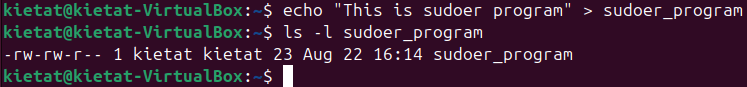 kietat@kietat-VirtualBox:~$ echo "This is sudoer program" > sudoer_program
kietat@kietat-VirtualBox:~$ ls -l sudoer_program
-rw-rw-r-- 1 kietat kietat 23 Aug 22 16:14 sudoer_program
kietat@kietat-VirtualBox:~$